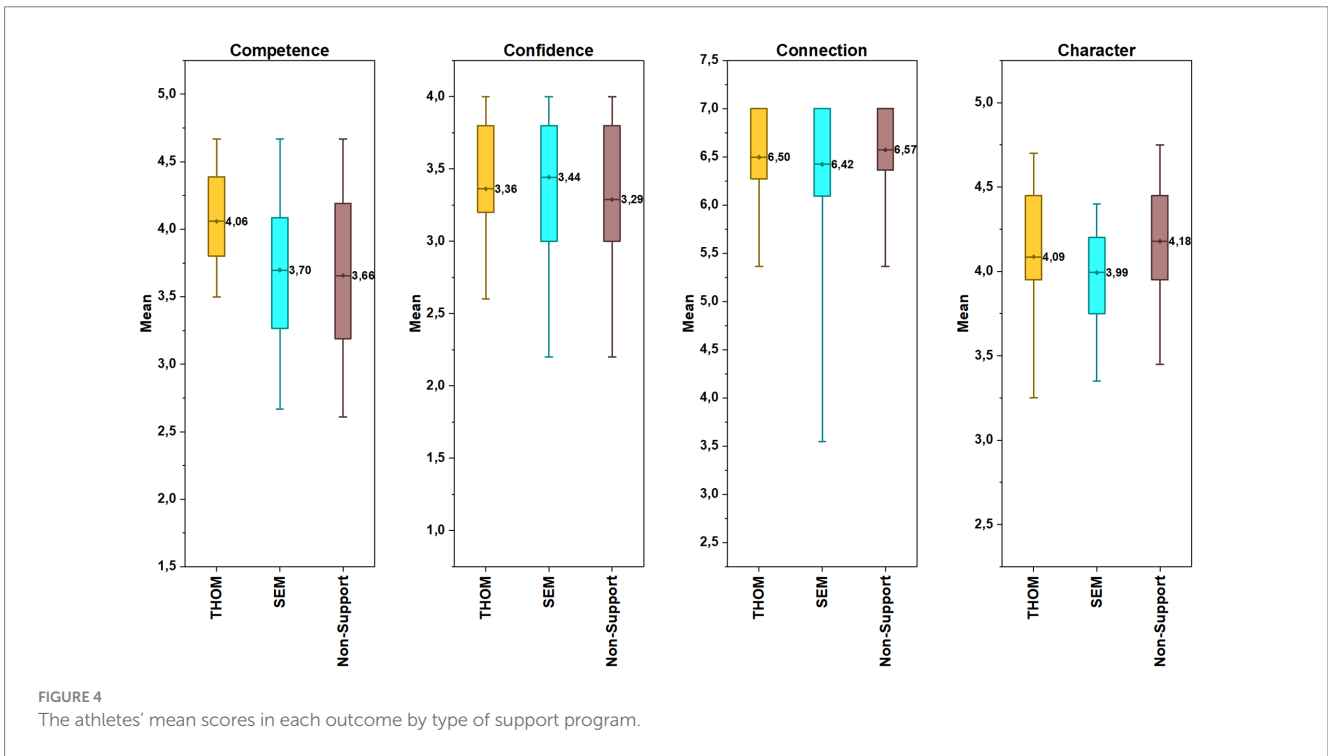 Competence
Mean
5,0
4,5
4,0
3,5
3,0
2,5
2,0
1,5
4,06
3,70
3,66
THOM
SEM
Non-Support
Confidence
Mean
4,0
3,5
3,0
2,5
2,0
1,5
1,0
3,36
3,44
3,29
THOM
SEM
Non-Support
Connection
Mean
7,5
7,0
6,5
6,0
5,5
5,0
4,5
4,0
3,5
3,0
2,5
6,50
6,42
6,57
THOM
SEM
Non-Support
Character
Mean
5,0
4,5
4,0
3,5
3,0
2,5
4,09
3,99
4,18
THOM
SEM
Non-Support
FIGURE 4
The athletes’ mean scores in each outcome by type of support program.